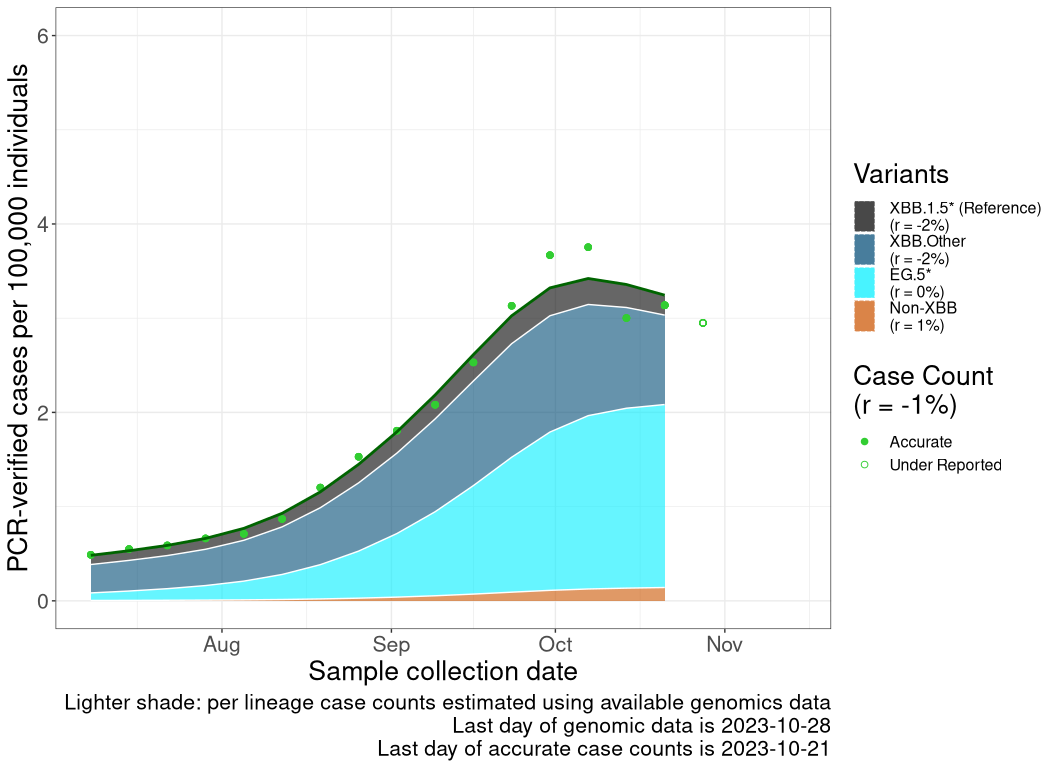 PCR-verified cases per 100,000 individuals
6
4
2
0
Aug
Sep
Oct
Nov
Sample collection date
Lighter shade: per lineage case counts estimated using available genomics data
Last day of genomic data is 2023-10-28
Last day of accurate case counts is 2023-10-21
Variants
XBB.1.5* (Reference)
(r = -2%)
XBB.Other
(r = -2%)
EG.5*
(r = 0%)
Non-XBB
(r = 1%)
Case Count
(r = -1%)
Accurate
Under Reported